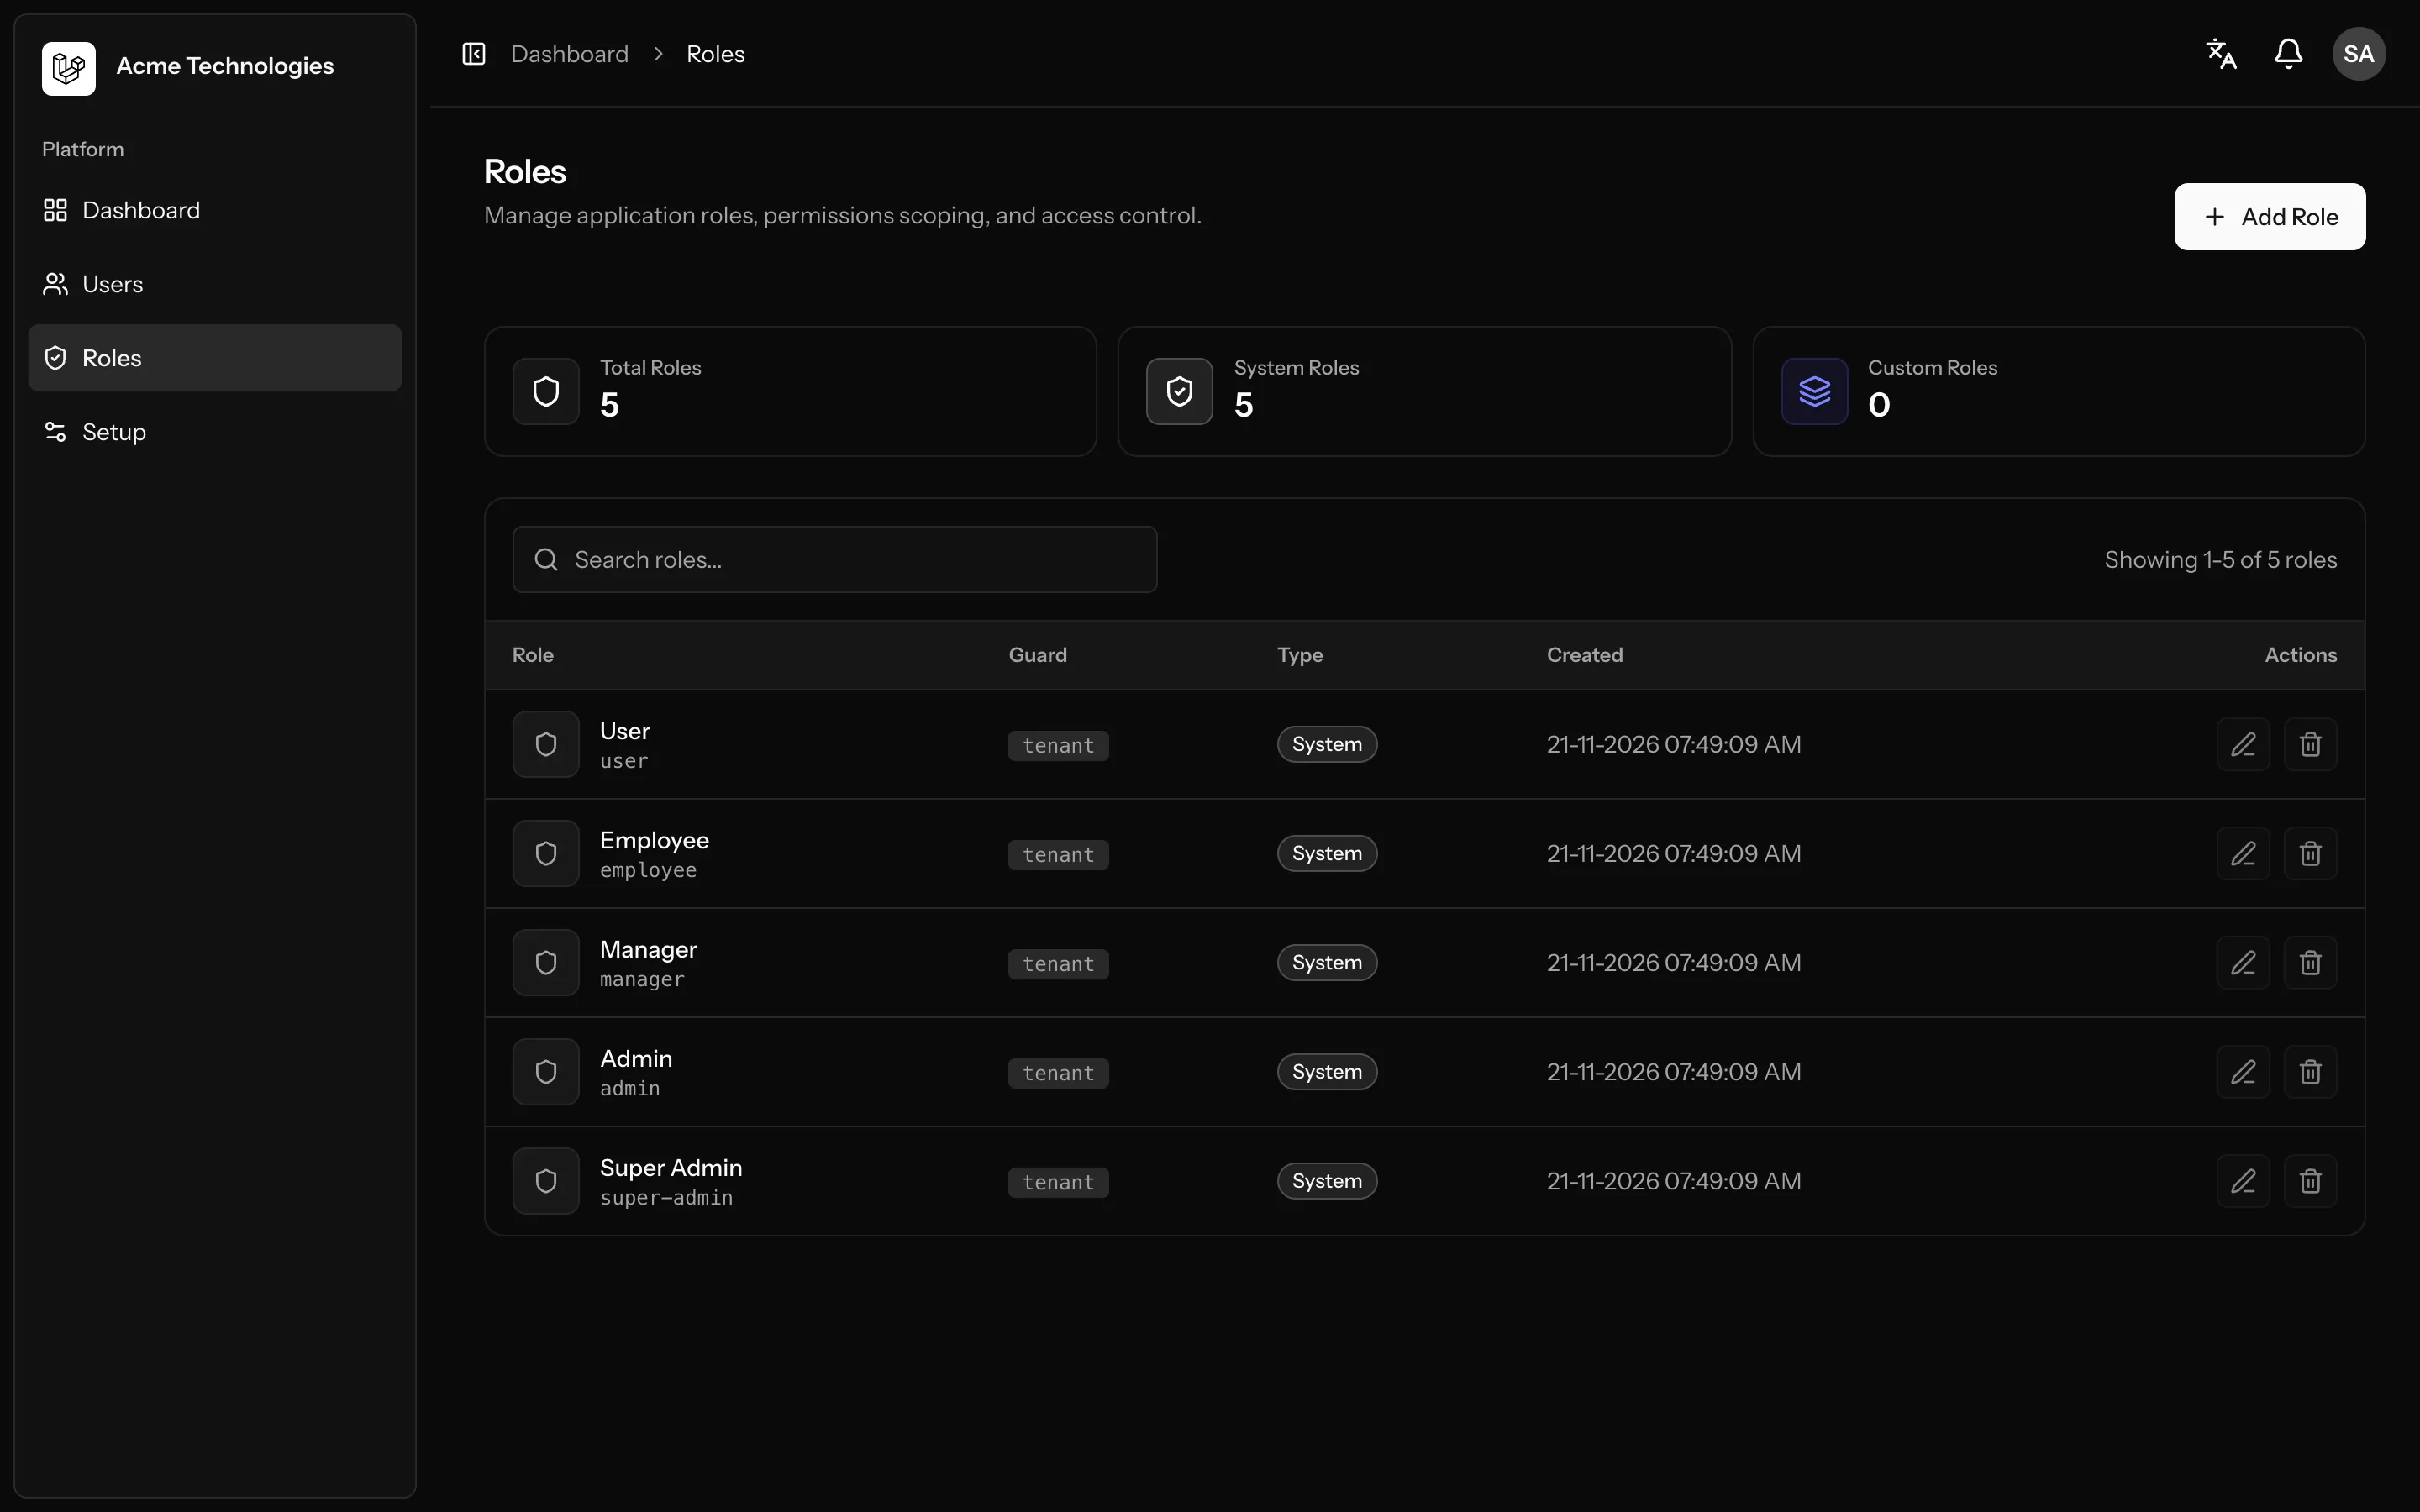 Acme Technologies
Platform
Dashboard
Users
Roles
Setup
Dashboard > Roles
SA
Roles
Manage application roles, permissions scoping, and access control.
+ Add Role
Total Roles
5
System Roles
5
Custom Roles
0
Search roles...
Showing 1-5 of 5 roles
Role Guard Type Created Actions
User
user
tenant System 21-11-2026 07:49:09 AM
Employee
employee
tenant System 21-11-2026 07:49:09 AM
Manager
manager
tenant System 21-11-2026 07:49:09 AM
Admin
admin
tenant System 21-11-2026 07:49:09 AM
Super Admin
super-admin
tenant System 21-11-2026 07:49:09 AM